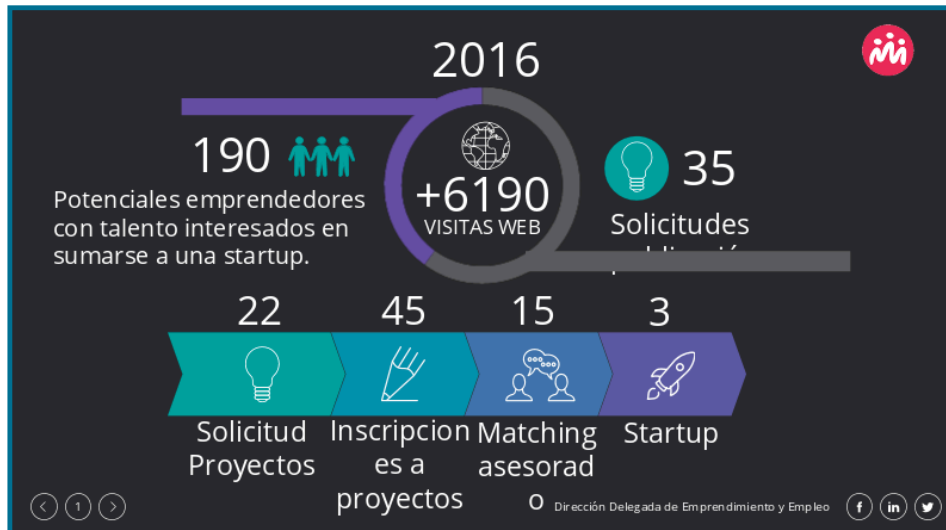 2016
190
Potenciales emprendedores
con talento interesados en
sumarse a una startup.
+6190
VISITAS WEB
35
Solicitudes
22
45
15
3
Solicitud
Proyectos
Inscripcion
es a
proyectos
Matching
asesorad
o
Startup
1
Dirección Delegada de Emprendimiento y Empleo
f
in